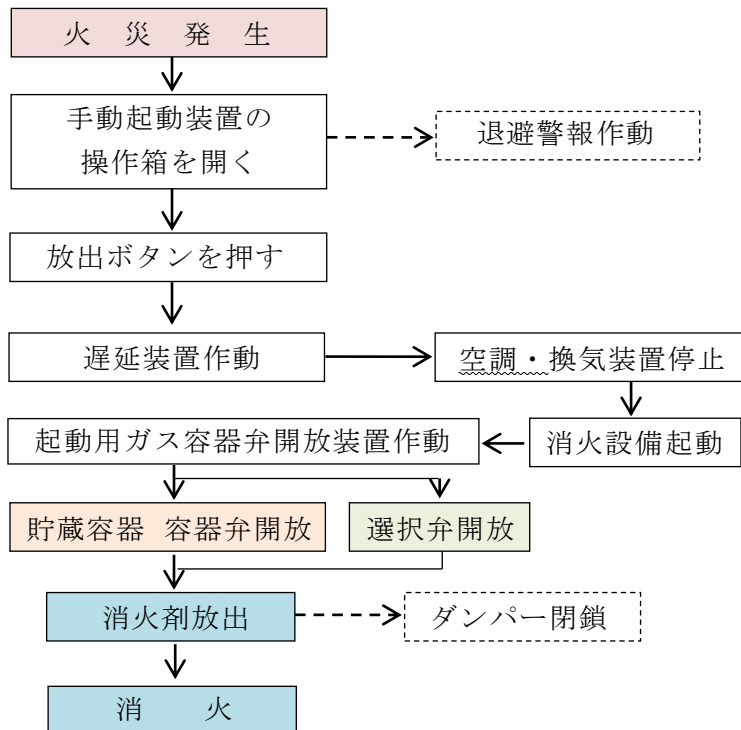 火 災 発 生
手動起動装置の
操作箱を開く
退避警報作動
放出ボタンを押す
遅延装置作動
空調・換気装置停止
起動用ガス容器弁開放装置作動
消火設備起動
貯蔵容器 容器弁開放
選択弁開放
消火剤放出
ダンパー閉鎖
消 火